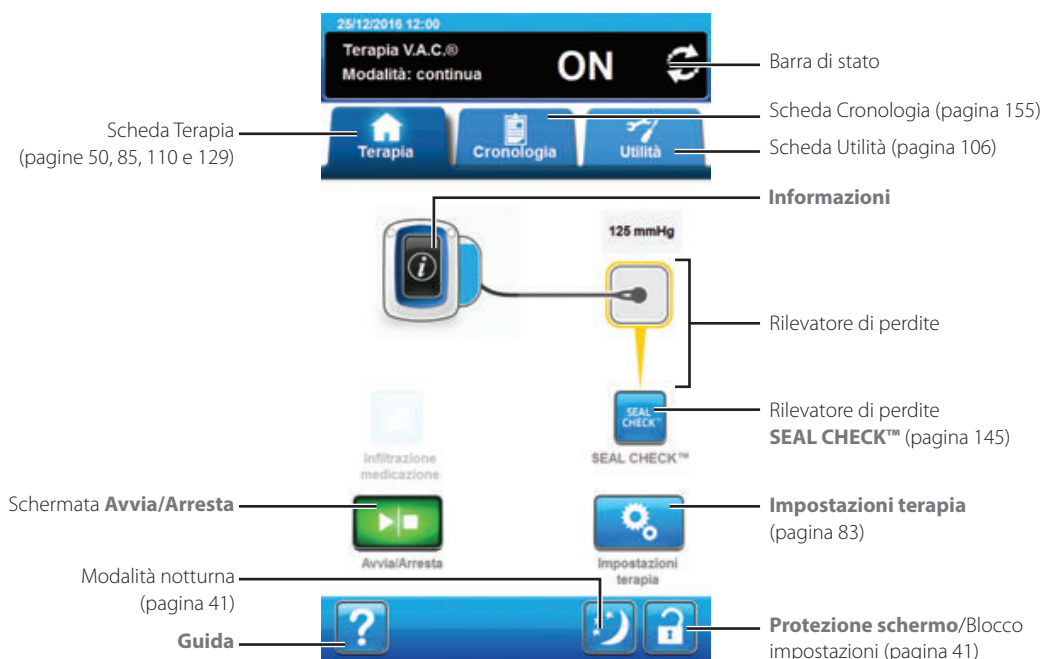 25/12/2016 12:00
Terapia V.A.C.®
Modalità: continua
ON
Barra di stato
Scheda Cronologia (pagina 155)
Scheda Terapia
(pagine 50, 85, 110 e 129)
Terapia
Cronologia
Utilità
Scheda Utilità (pagina 106)
Informazioni
i
125 mmHg
Rilevatore di perdite
SEAL
CHECK™
Rilevatore di perdite
SEAL CHECK™ (pagina 145)
Infiltrazione
medicazione
SEAL CHECK™
Schermata Avvia/Arresta
Impostazioni terapia
(pagina 83)
Avvia/Arresta
Impostazioni
terapia
Modalità notturna
(pagina 41)
Guida
?
Protezione schermo/Blocco
impostazioni (pagina 41)